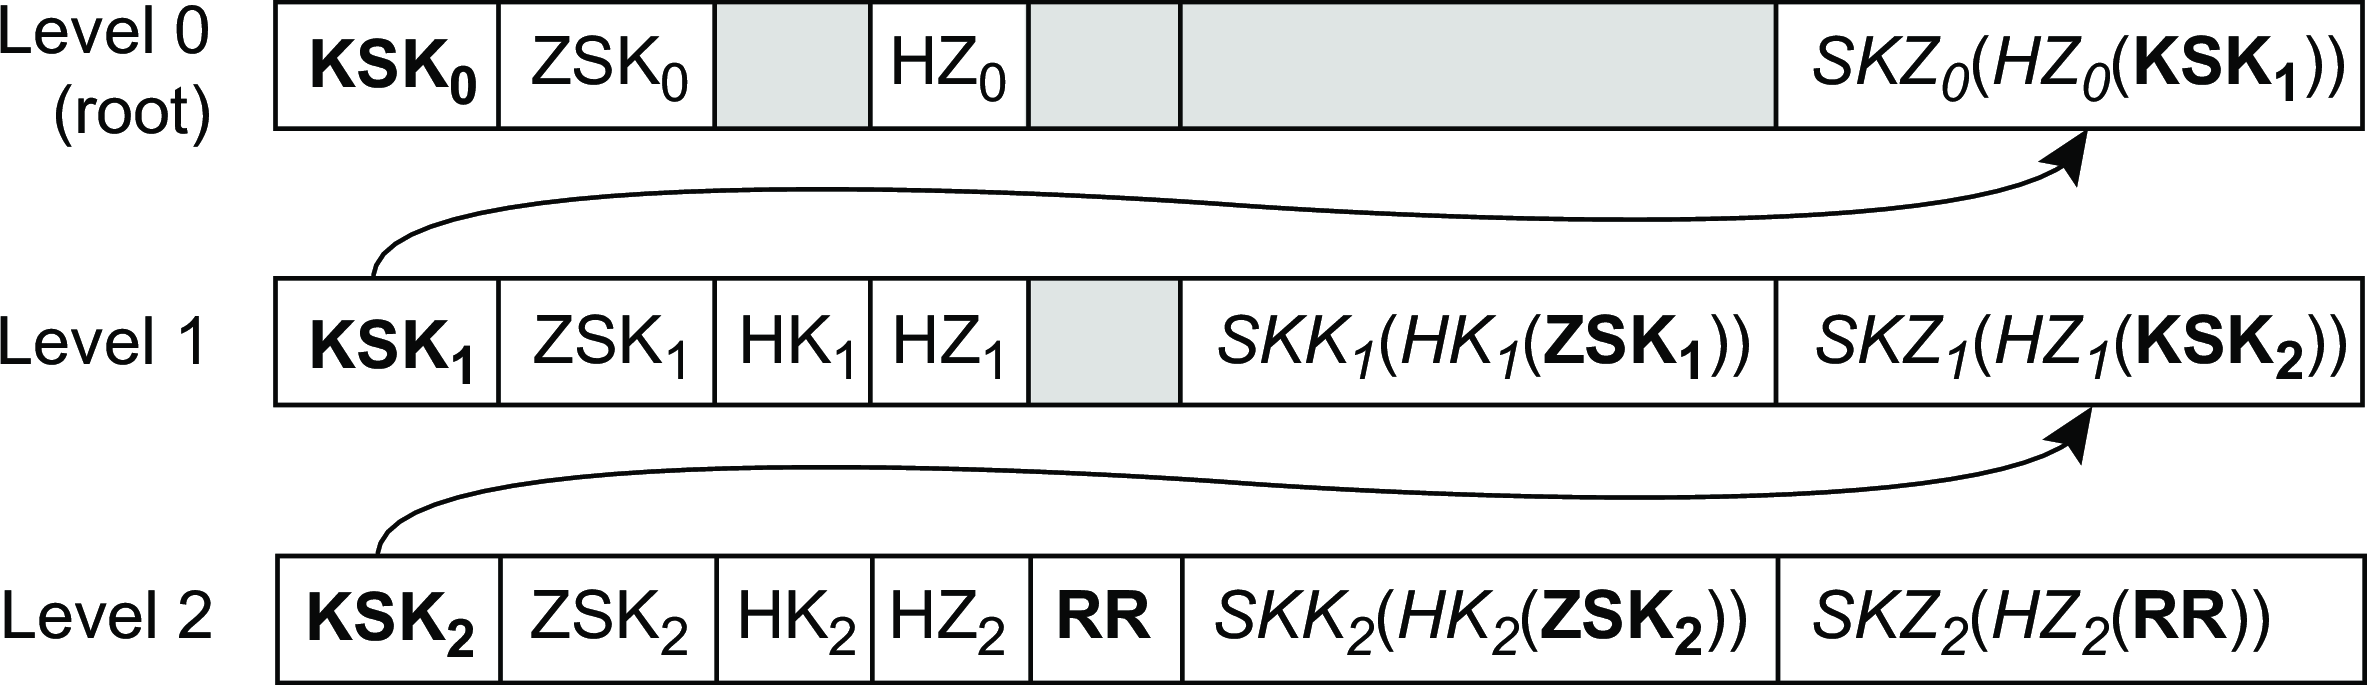 Level 0 (root) KSK₀ ZSK₀ HZ₀ SKZ₀(HZ₀(KSK₁))
Level 1 KSK₁ ZSK₁ HK₁ HZ₁ SKK₁(HK₁(ZSK₁)) SKZ₁(HZ₁(KSK₂))
Level 2 KSK₂ ZSK₂ HK₂ HZ₂ RR SKK₂(HK₂(ZSK₂)) SKZ₂(HZ₂(RR))